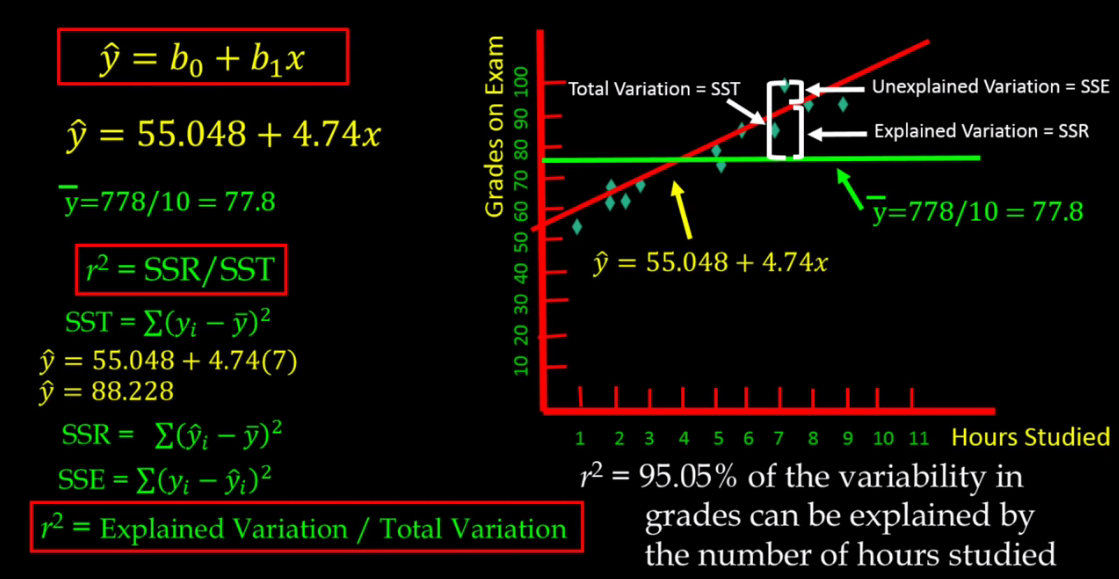 ŷ = b₀ + b₁x
ŷ = 55.048 + 4.74x
y̅=778/10 = 77.8
r² = SSR/SST
SST = ∑(yᵢ − y̅)²
ŷ = 55.048 + 4.74(7)
ŷ = 88.228
SSR = ∑(ŷᵢ − y̅)²
SSE = ∑(yᵢ − ŷᵢ)²
r² = Explained Variation / Total Variation
Grades on Exam
100
90
80
70
60
50
40
30
20
10
Total Variation = SST
Unexplained Variation = SSE
Explained Variation = SSR
y̅=778/10 = 77.8
ŷ = 55.048 + 4.74x
1 2 3 4 5 6 7 8 9 10 11 Hours Studied
r² = 95.05% of the variability in
grades can be explained by
the number of hours studied